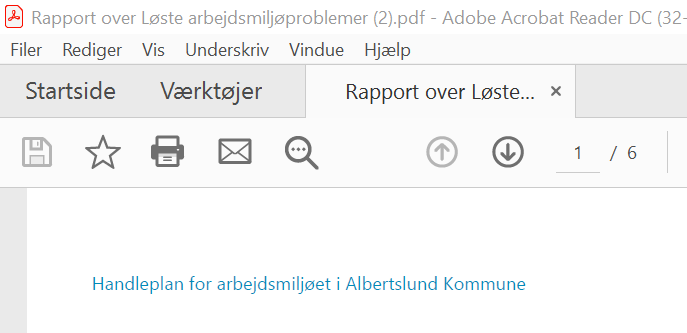 Rapport over Løste arbejdsmiljøproblemer (2).pdf - Adobe Acrobat Reader DC (32-
Filer Rediger Vis Underskriv Vindue Hjælp
Startside Værktøjer Rapport over Løste... ×
1 / 6
Handleplan for arbejdsmiljøet i Albertslund Kommune